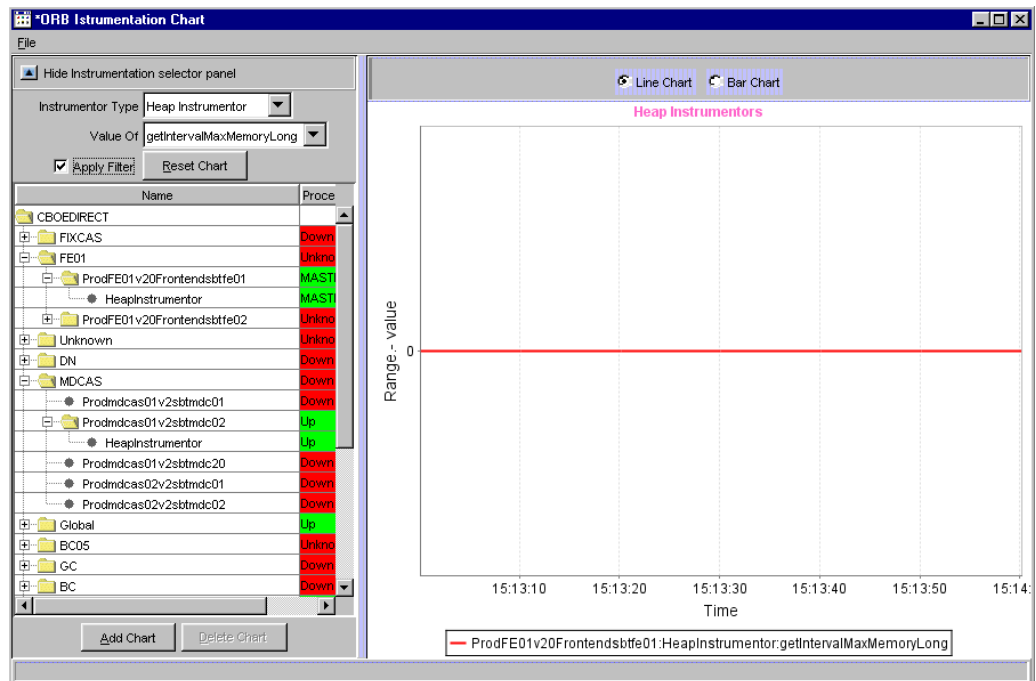 *ORB Istrumentation Chart
File
Hide Instrumentation selector panel
Instrumentor Type Heap Instrumentor
Value Of getIntervalMaxMemoryLong
Apply Filter Reset Chart
Name Proce
CBOEDIRECT
FIXCAS Down
FE01 Unkno
ProdFE01v20Frontendsbtfe01 MASTI
HeapInstrumentor MASTI
ProdFE01v20Frontendsbtfe02 Unkno
Unknown Unkno
DN Down
MDCAS Down
Prodmdcas01v2sbtmdc01 Down
Prodmdcas01v2sbtmdc02 Up
HeapInstrumentor Up
Prodmdcas01v2sbtmdc20 Down
Prodmdcas02v2sbtmdc01 Down
Prodmdcas02v2sbtmdc02 Down
Global Up
BC05 Unkno
GC Down
BC Down
Add Chart Delete Chart
Line Chart Bar Chart
Heap Instrumentors
Range.- Value
0
15:13:10 15:13:20 15:13:30 15:13:40 15:13:50 15:14:
Time
ProdFE01v20Frontendsbtfe01:HeapInstrumentor:getIntervalMaxMemoryLong